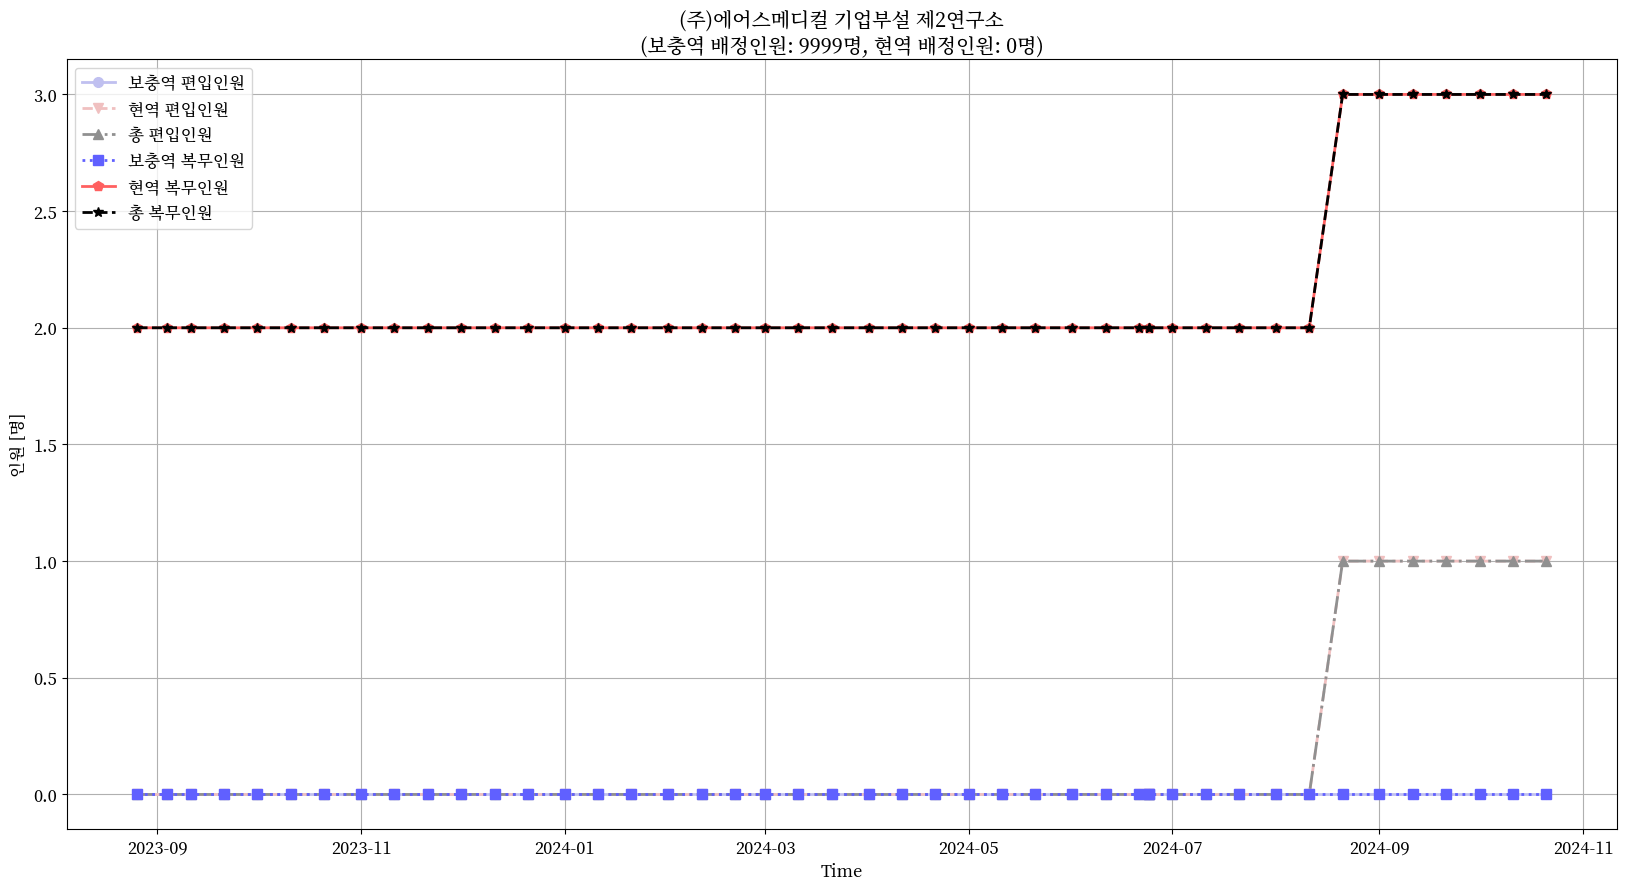 (주)에어스메디컬 기업부설 제2연구소
(보충역 배정인원: 9999명, 현역 배정인원: 0명)
보충역 편입인원
현역 편입인원
총 편입인원
보충역 복무인원
현역 복무인원
총 복무인원
3.0
2.5
2.0
1.5
1.0
0.5
0.0
인원 [명]
2023-09
2023-11
2024-01
2024-03
2024-05
2024-07
2024-09
2024-11
Time